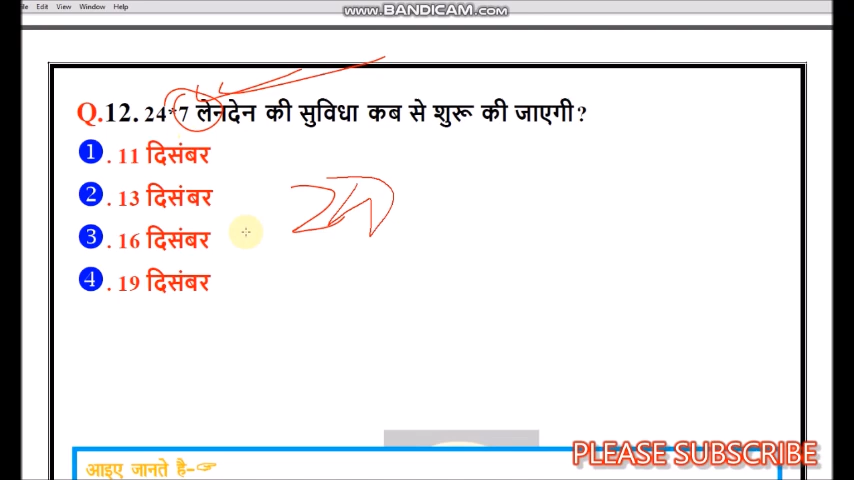 ile Edit View Window Help
www.BANDICAM.com
Q.12. 24*7 लेनदेन की सुविधा कब से शुरू की जाएगी?
1. 11 दिसंबर
2. 13 दिसंबर
3. 16 दिसंबर
4. 19 दिसंबर
आइए जानते है-☞
PLEASE SUBSCRIBE